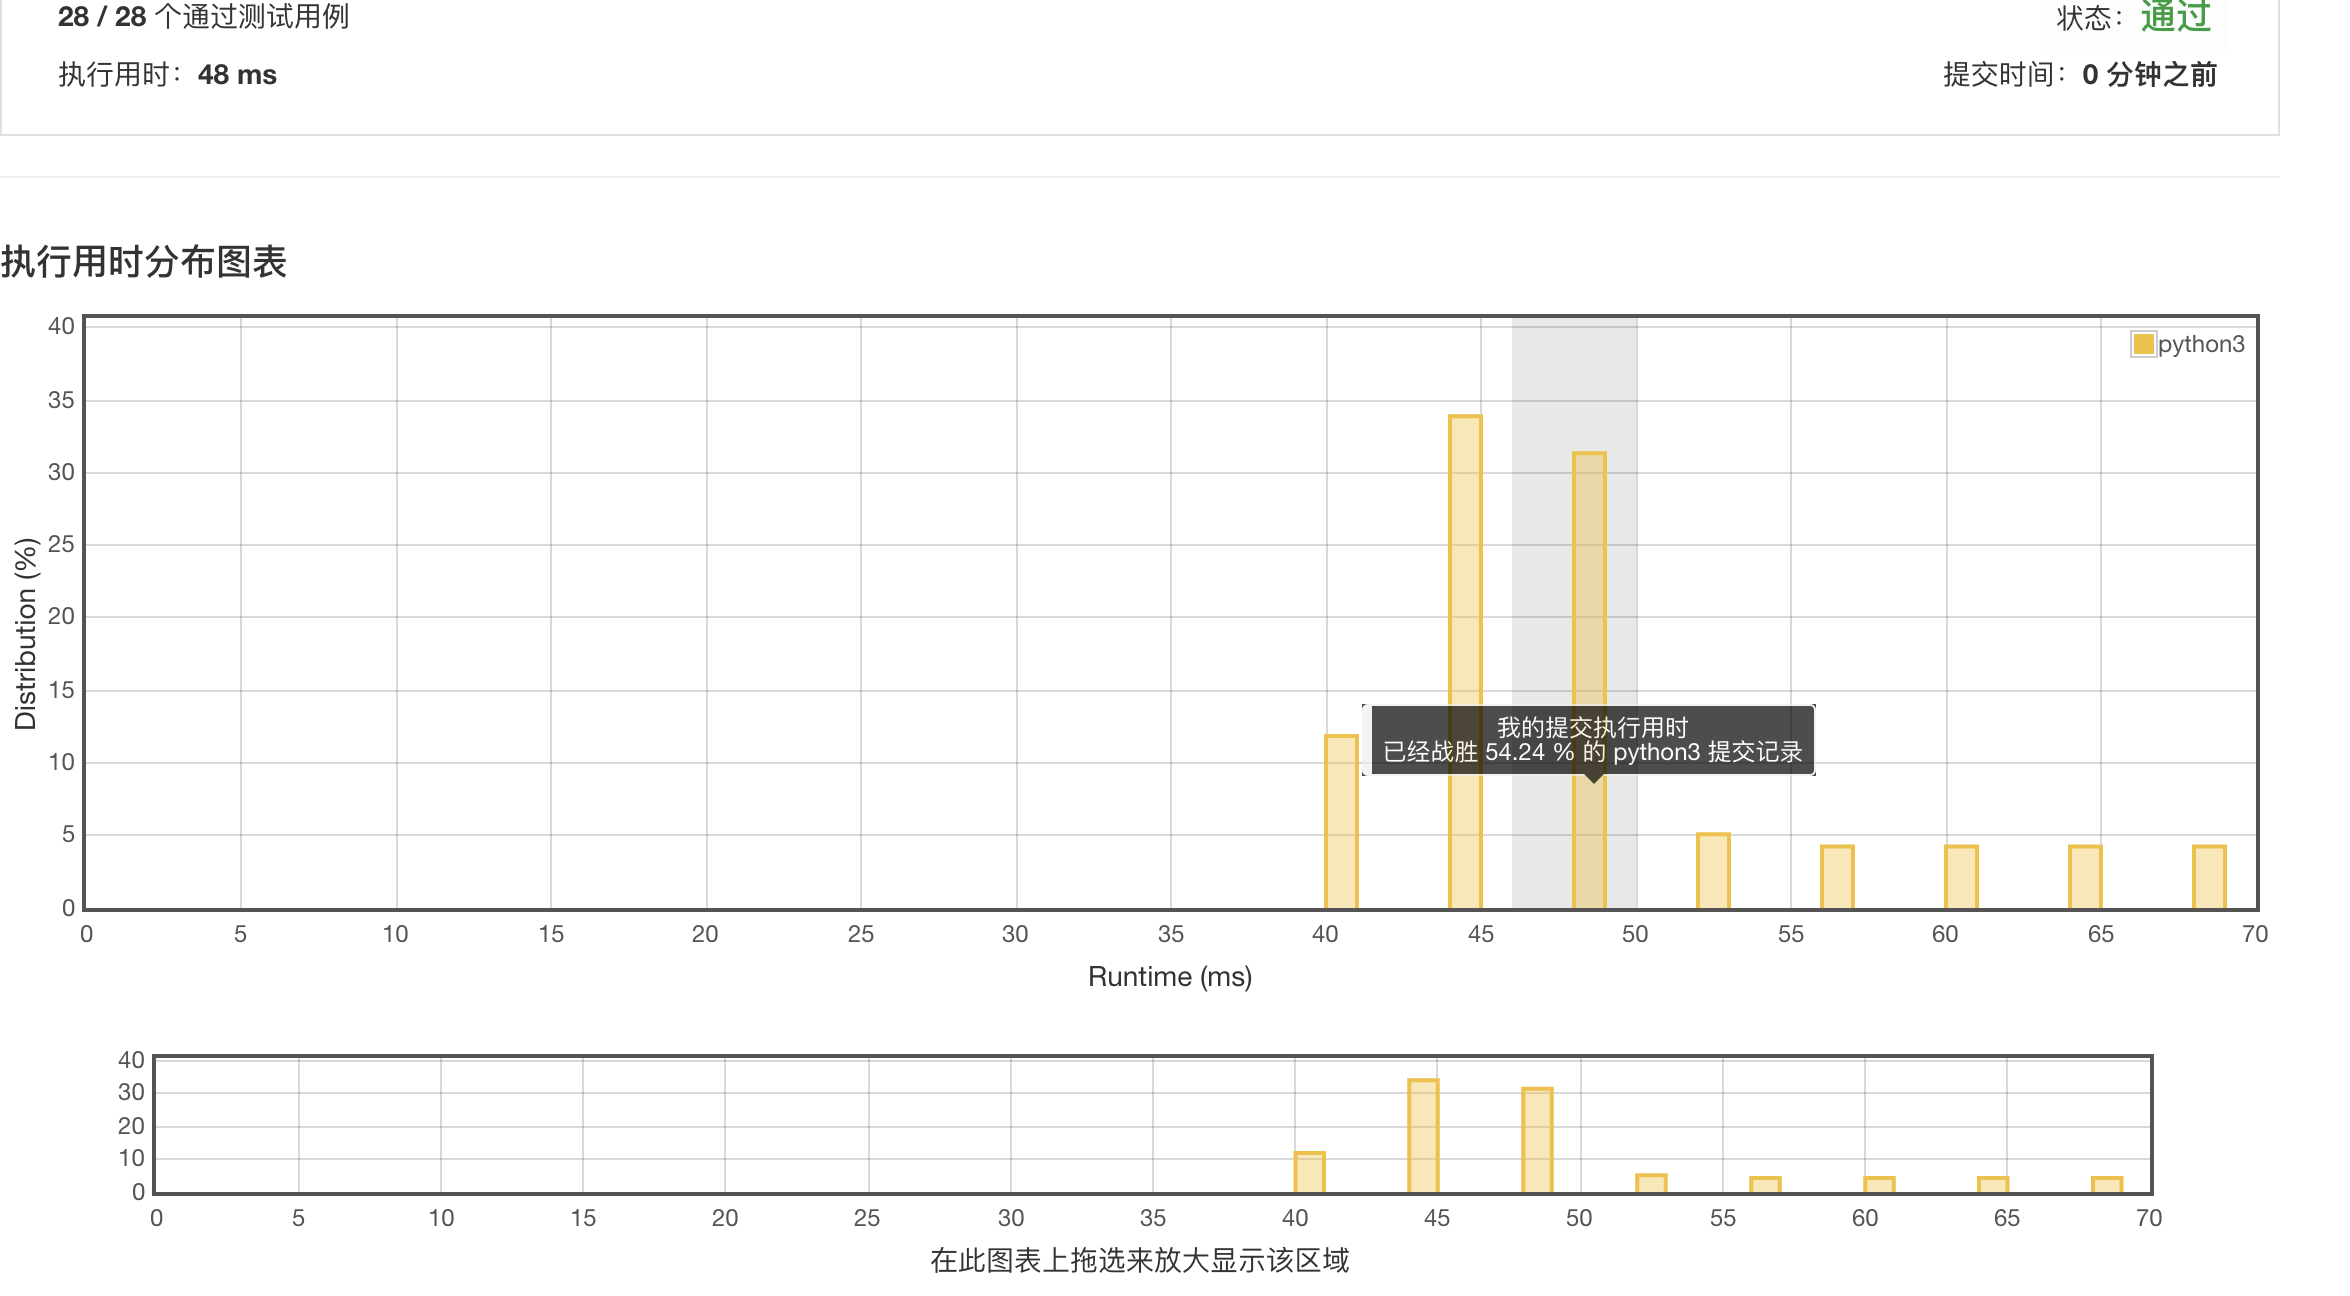 28 / 28 个通过测试用例
状态：通过
执行用时：48 ms
提交时间：0 分钟之前
执行用时分布图表
40
35
30
25
20
15
10
5
0
Distribution (%)
python3
我的提交执行用时
已经战胜 54.24 % 的 python3 提交记录
0 5 10 15 20 25 30 35 40 45 50 55 60 65 70
Runtime (ms)
40
30
20
10
0
0 5 10 15 20 25 30 35 40 45 50 55 60 65 70
在此图表上拖选来放大显示该区域